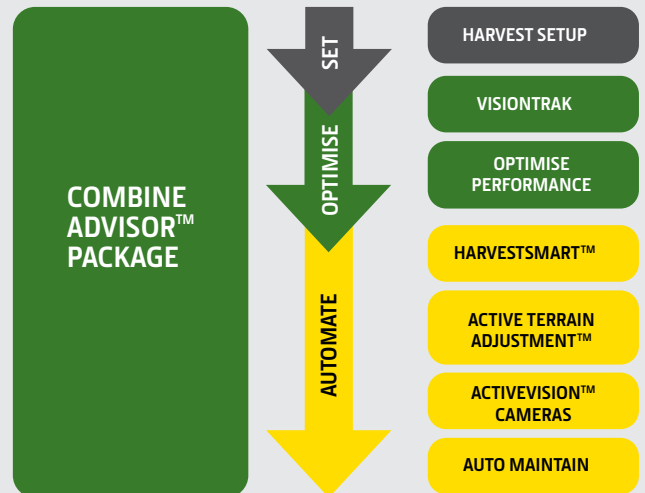 COMBINE
ADVISOR™
PACKAGE
SET
OPTIMISE
AUTOMATE
HARVEST SETUP
VISIONTRAK
OPTIMISE
PERFORMANCE
HARVESTSMART™
ACTIVE TERRAIN
ADJUSTMENT™
ACTIVEVISION™
CAMERAS
AUTO MAINTAIN